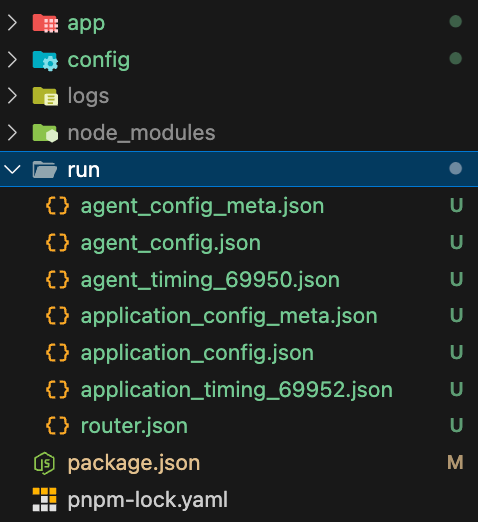 app
config
logs
node_modules
run
agent_config_meta.json U
agent_config.json U
agent_timing_69950.json U
application_config_meta.json U
application_config.json U
application_timing_69952.json U
router.json U
package.json M
pnpm-lock.yaml